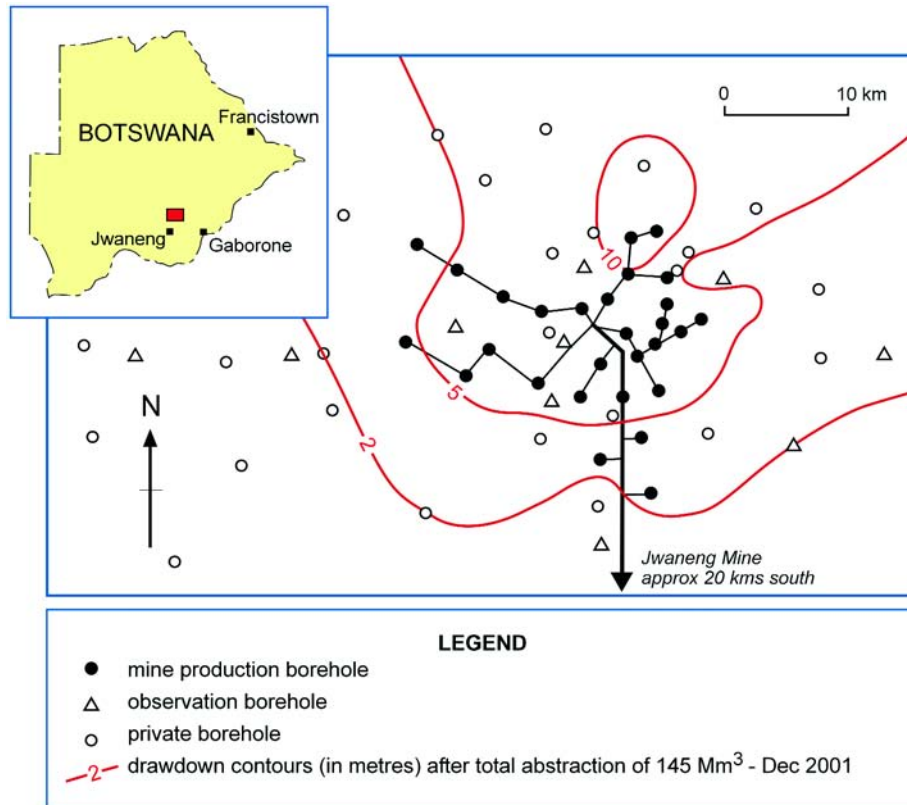 BOTSWANA
Francistown
Jwaneng
Gaborone
0 10 km
10
5
2
N
Jwaneng Mine
approx 20 kms south
LEGEND
mine production borehole
observation borehole
private borehole
2 drawdown contours (in metres) after total abstraction of 145 Mm³ - Dec 2001